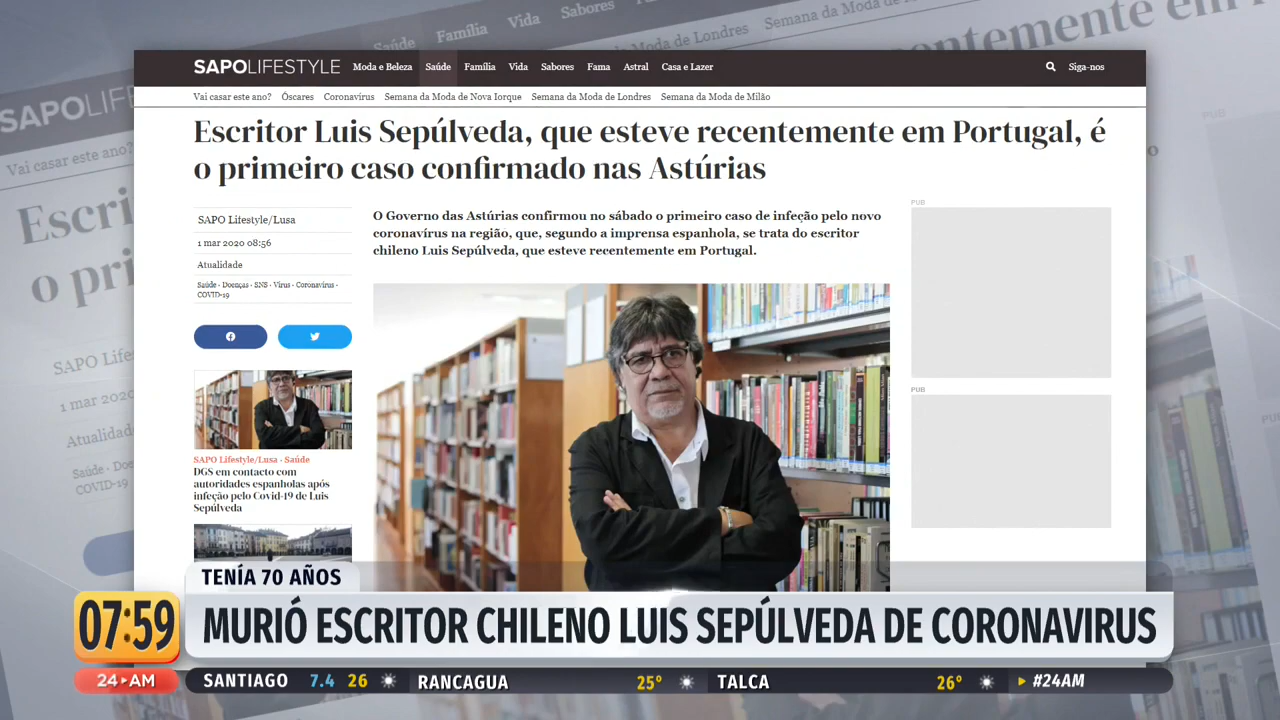 SAPOLIFESTYLE
Moda e Beleza Saúde Família Vida Sabores Fama Astral Casa e Lazer
Siga-nos
Vai casar este ano? Óscares Coronavírus Semana da Moda de Nova Iorque Semana da Moda de Londres Semana da Moda de Milão
Escritor Luis Sepúlveda, que esteve recentemente em Portugal, é
o primeiro caso confirmado nas Astúrias
SAPO Lifestyle/Lusa
1 mar 2020 08:56
Atualidade
Saúde · Doenças · SNS · Vírus · Coronavírus ·
COVID-19
O Governo das Astúrias confirmou no sábado o primeiro caso de infeção pelo novo
coronavírus na região, que, segundo a imprensa espanhola, se trata do escritor
chileno Luis Sepúlveda, que esteve recentemente em Portugal.
PUB
PUB
SAPO Lifestyle/Lusa · Saúde
DGS em contacto com
autoridades espanholas após
infeção pelo Covid-19 de Luis
Sepúlveda
TENÍA 70 AÑOS
07:59
MURIÓ ESCRITOR CHILENO LUIS SEPÚLVEDA DE CORONAVIRUS
24 AM
SANTIAGO 7.4 26 RANCAGUA 25° TALCA 26° #24AM